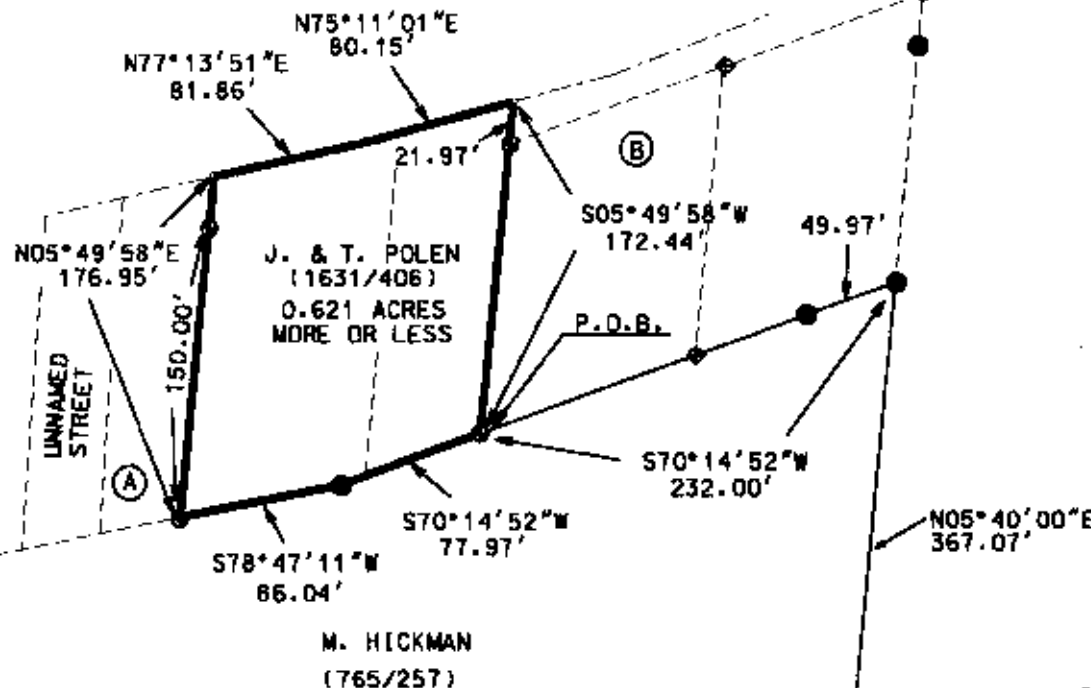 N75°11'01"E
80.15'
N77°13'51"E
81.86'
21.97'
B
S05°49'58"W
172.44'
49.97'
N05°49'58"E
176.95'
J. & T. POLEN
(1631/406)
0.621 ACRES
MORE OR LESS
P.O.B.
150.00'
UNNAMED
STREET
A
S70°14'52"W
232.00'
S70°14'52"W
77.97'
N05°40'00"E
367.07'
S78°47'11"W
86.04'
M. HICKMAN
(765/257)